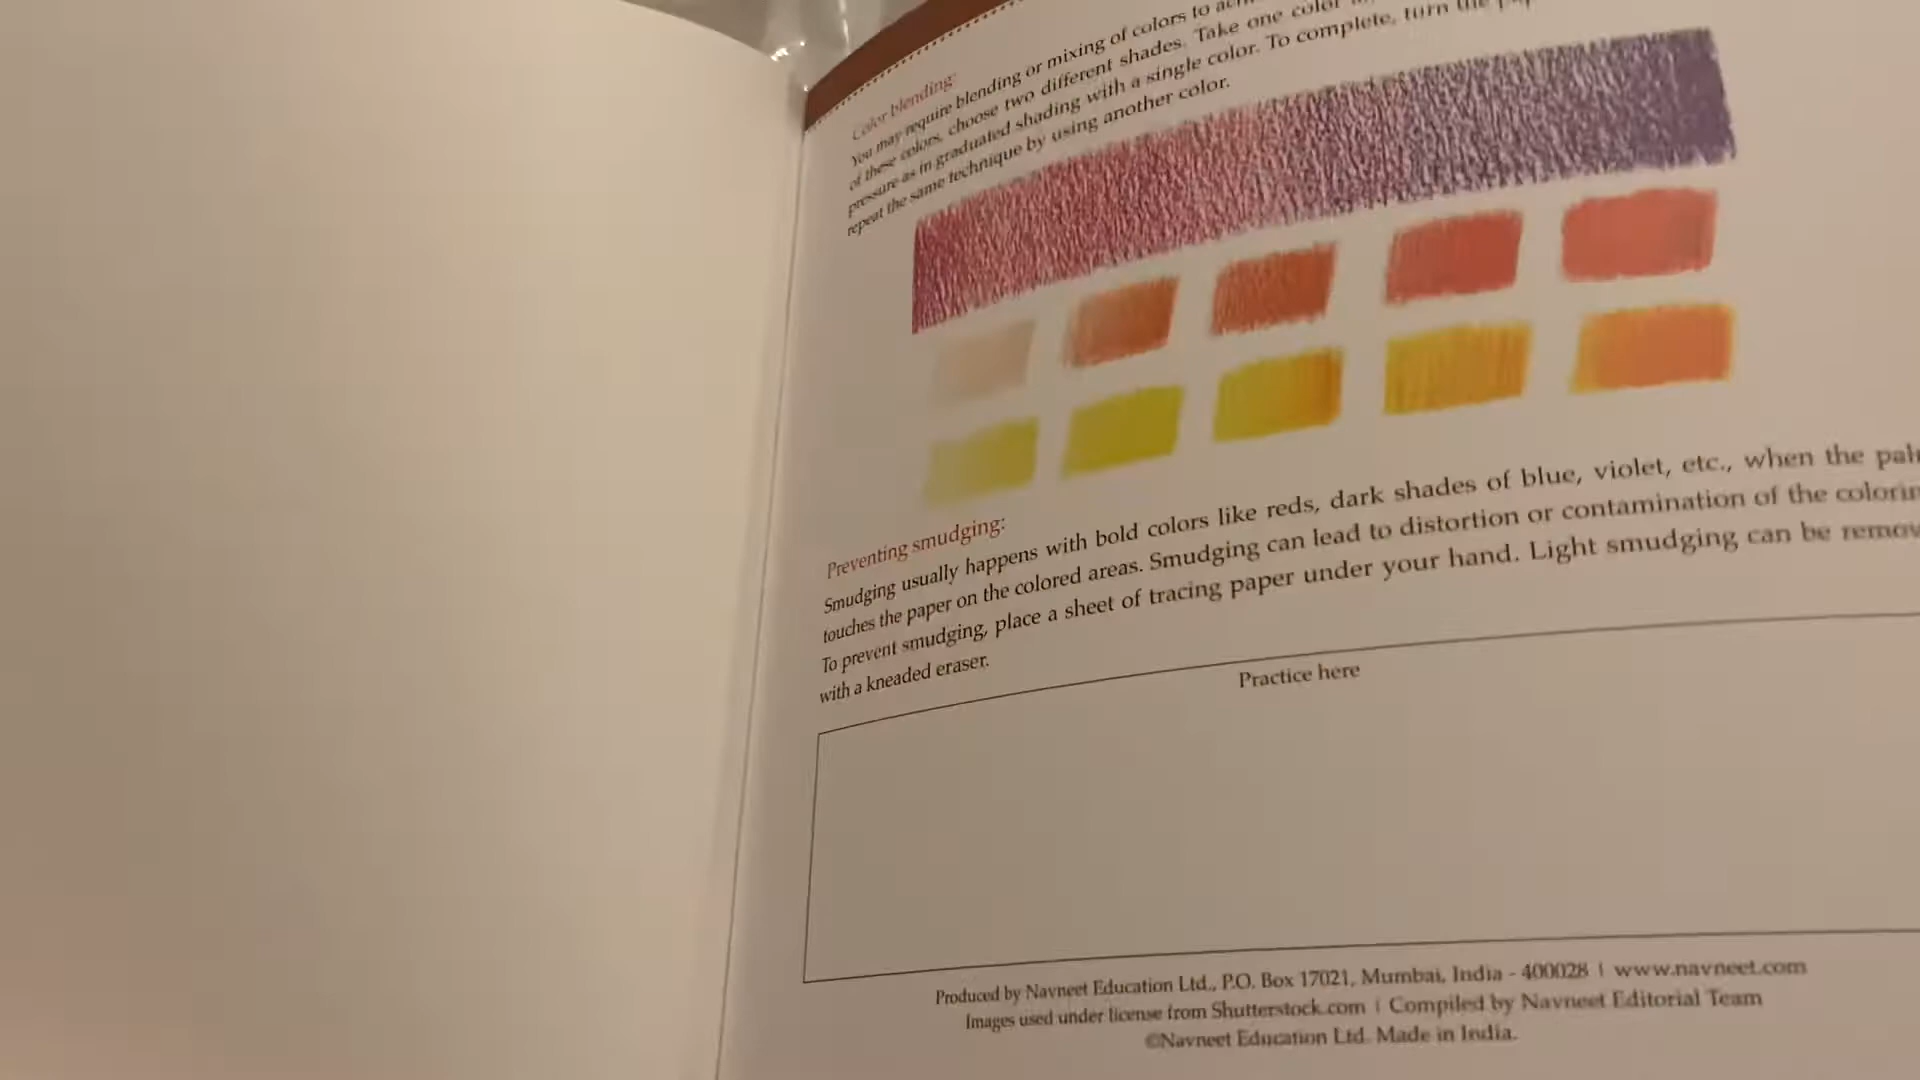 Color blending:
You may require blending or mixing of colors to
of these colors, choose two different shades. Take one color
pressure as in graduated shading with a single color. To complete, turn the
repeat the same technique by using another color.
Preventing smudging:
Smudging usually happens with bold colors like reds, dark shades of blue, violet, etc., when the
touches the paper on the colored areas. Smudging can lead to distortion or contamination of the
To prevent smudging, place a sheet of tracing paper under your hand. Light smudging can be
with a kneaded eraser.
Practice here
Produced by Navneet Education Ltd., P.O. Box 17021, Mumbai, India - 400028 | www.navneet.com
Images used under license from Shutterstock.com | Compiled by Navneet Editorial Team
©Navneet Education Ltd. Made in India.